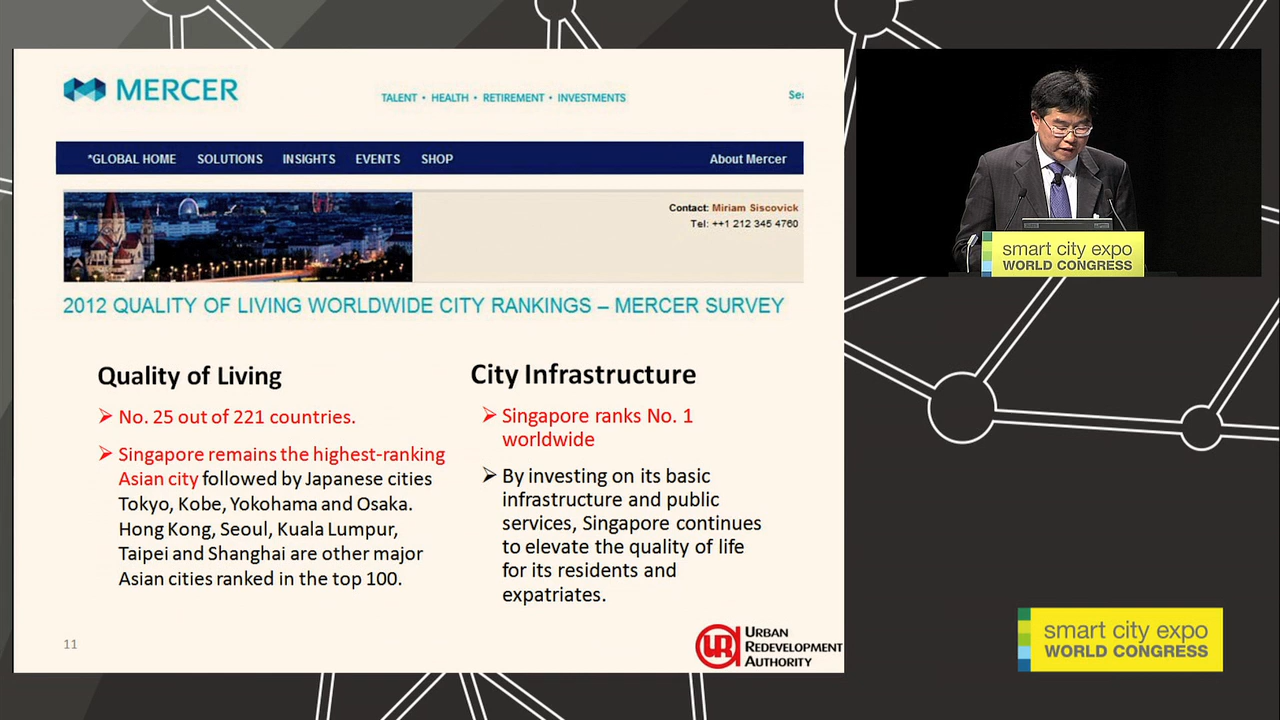 MERCER
TALENT • HEALTH • RETIREMENT • INVESTMENTS
*GLOBAL HOME SOLUTIONS INSIGHTS EVENTS SHOP About Mercer
Contact: Miriam Siscovick
Tel: ++1 212 345 4760
2012 QUALITY OF LIVING WORLDWIDE CITY RANKINGS – MERCER SURVEY
Quality of Living
➢ No. 25 out of 221 countries.
➢ Singapore remains the highest-ranking
Asian city followed by Japanese cities
Tokyo, Kobe, Yokohama and Osaka.
Hong Kong, Seoul, Kuala Lumpur,
Taipei and Shanghai are other major
Asian cities ranked in the top 100.
City Infrastructure
➢ Singapore ranks No. 1
worldwide
➢ By investing on its basic
infrastructure and public
services, Singapore continues
to elevate the quality of life
for its residents and
expatriates.
11
URBAN
REDEVELOPMENT
AUTHORITY
smart city expo
WORLD CONGRESS
smart city expo
WORLD CONGRESS